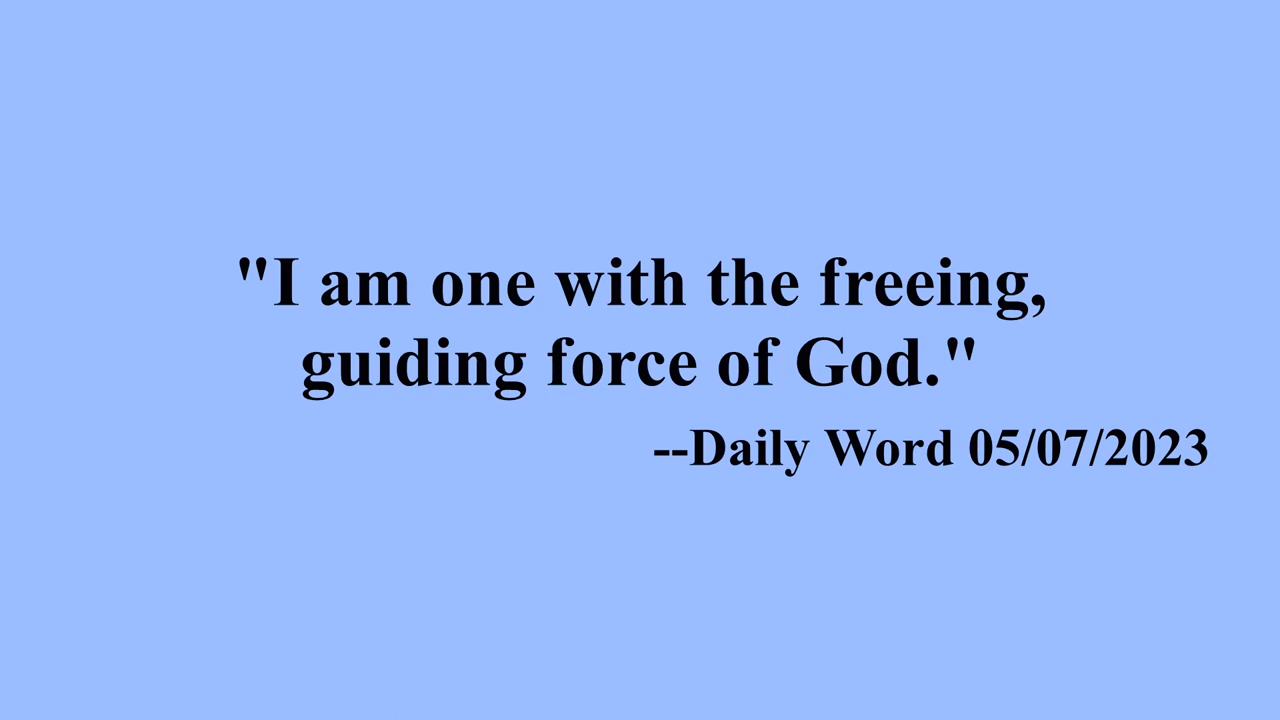 "I am one with the freeing,
guiding force of God."
--Daily Word 05/07/2023